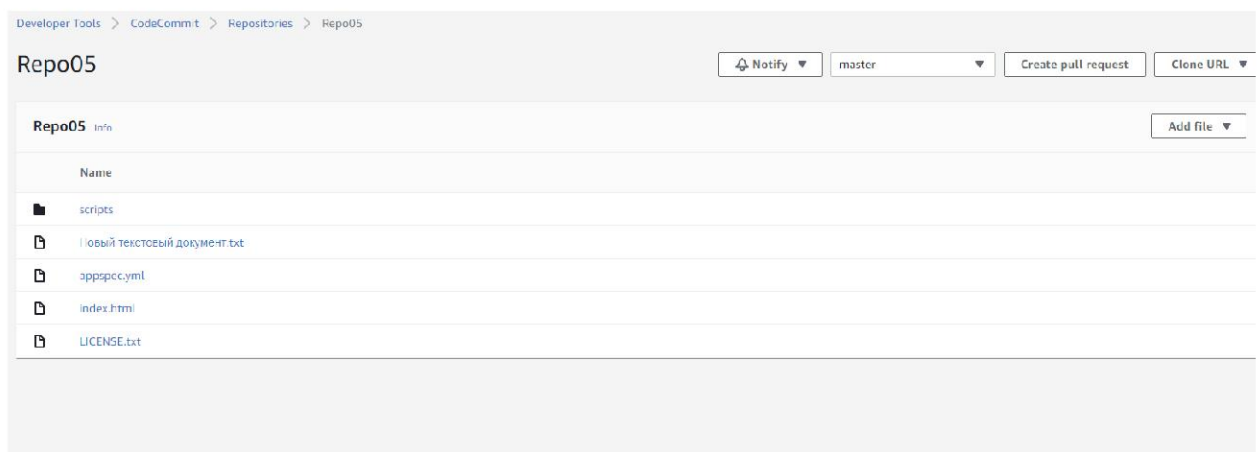 Developer Tools > CodeCommit > Repositories > Repo05
Repo05
Notify ▼ master ▼ Create pull request Clone URL ▼
Repo05 Info
Add file ▼
Name
scripts
Новый текстовый документ.txt
appspec.yml
index.html
LICENSE.txt